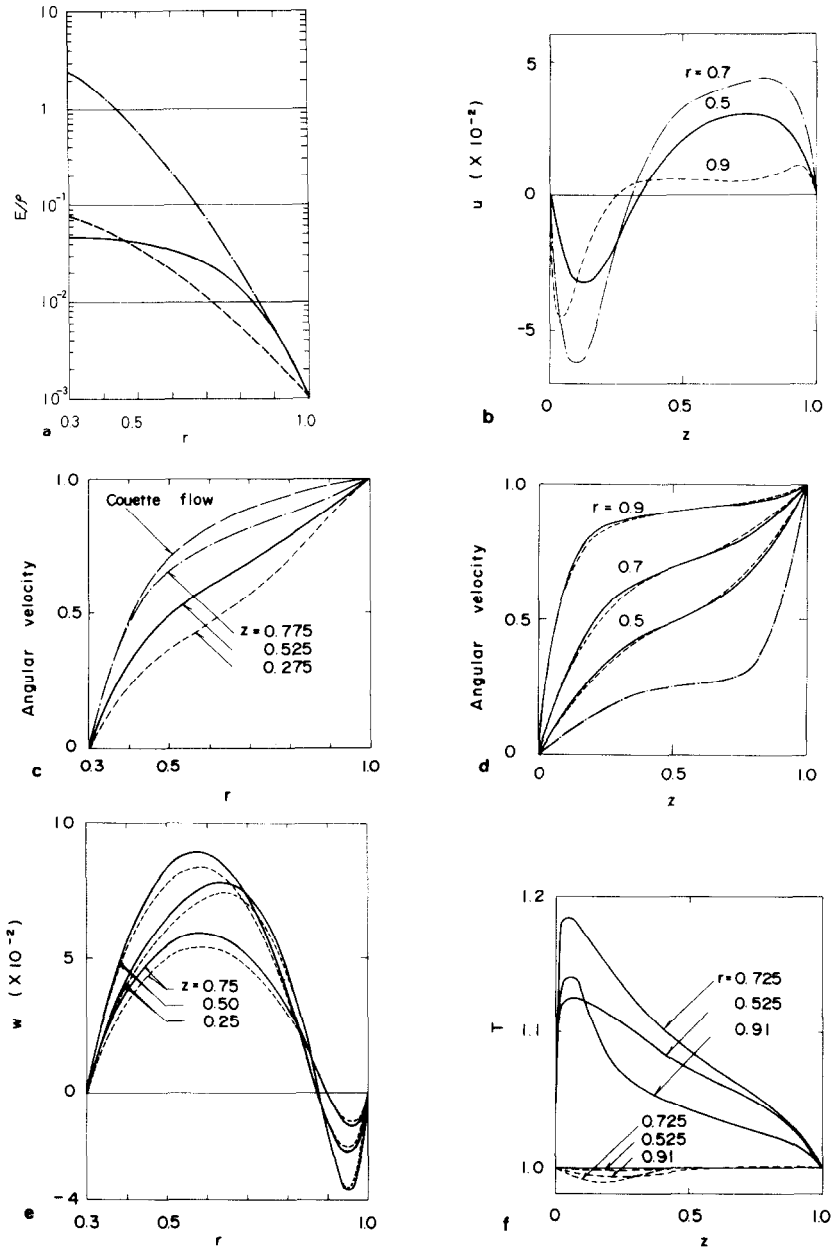 10
1
10⁻¹
10⁻²
10⁻³
E/ρ
0.3
0.5
1.0
r
a
5
0
-5
u ( X 10⁻² )
r = 0.7
0.5
0.9
0
0.5
1.0
z
b
1.0
0.5
0
Angular velocity
Couette flow
z = 0.775
0.525
0.275
0.3
0.5
1.0
r
c
1.0
0.5
0
Angular velocity
r = 0.9
0.7
0.5
0
0.5
1.0
z
d
10
5
0
-4
w ( X 10⁻² )
z = 0.75
0.50
0.25
0.3
0.5
1.0
r
e
1.2
1.1
1.0
T
r = 0.725
0.525
0.91
0.725
0.525
0.91
0
0.5
1.0
z
f